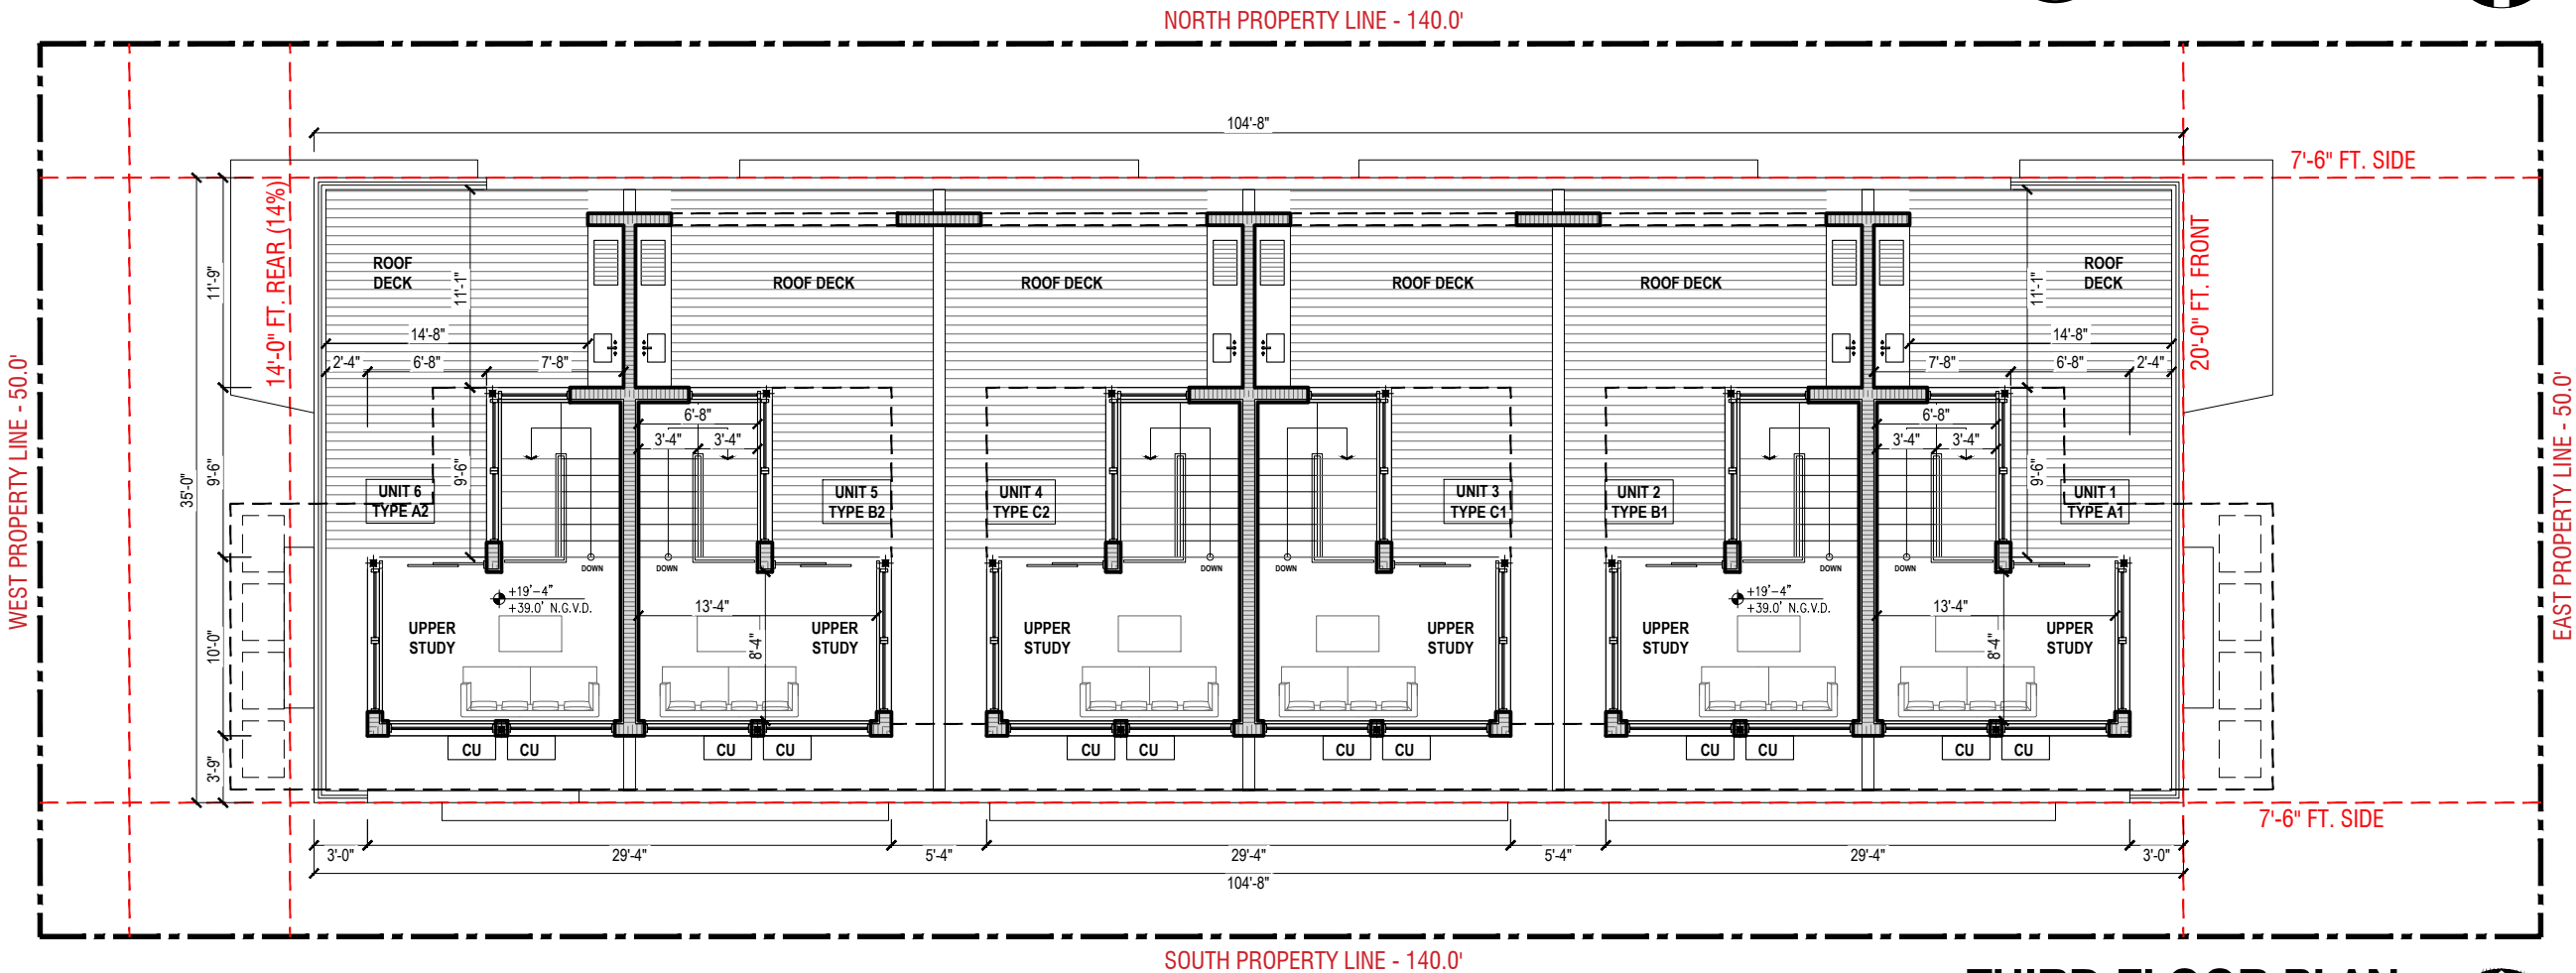 NORTH PROPERTY LINE - 140.0'
104'-8"
7'-6" FT. SIDE
WEST PROPERTY LINE - 50.0'
EAST PROPERTY LINE - 50.0'
14'-0" FT. REAR (14%)
20'-0" FT. FRONT
35'-0"
11'-9"
9'-6"
10'-0"
3'-9"
ROOF
DECK
ROOF DECK
ROOF DECK
ROOF DECK
ROOF DECK
ROOF
DECK
11'-1"
11'-1"
14'-8"
14'-8"
2'-4" 6'-8" 7'-8"
7'-8" 6'-8" 2'-4"
6'-8"
3'-4" 3'-4"
6'-8"
3'-4" 3'-4"
9'-6"
9'-6"
UNIT 6
TYPE A2
UNIT 5
TYPE B2
UNIT 4
TYPE C2
UNIT 3
TYPE C1
UNIT 2
TYPE B1
UNIT 1
TYPE A1
DOWN DOWN DOWN DOWN DOWN DOWN
+19'-4"
+39.0' N.G.V.D.
+19'-4"
+39.0' N.G.V.D.
13'-4"
13'-4"
8'-4"
8'-4"
UPPER
STUDY
UPPER
STUDY
UPPER
STUDY
UPPER
STUDY
UPPER
STUDY
UPPER
STUDY
CU CU CU CU CU CU CU CU CU CU CU CU
7'-6" FT. SIDE
3'-0" 29'-4" 5'-4" 29'-4" 5'-4" 29'-4" 3'-0"
104'-8"
SOUTH PROPERTY LINE - 140.0'
THIRD FLOOR PLAN